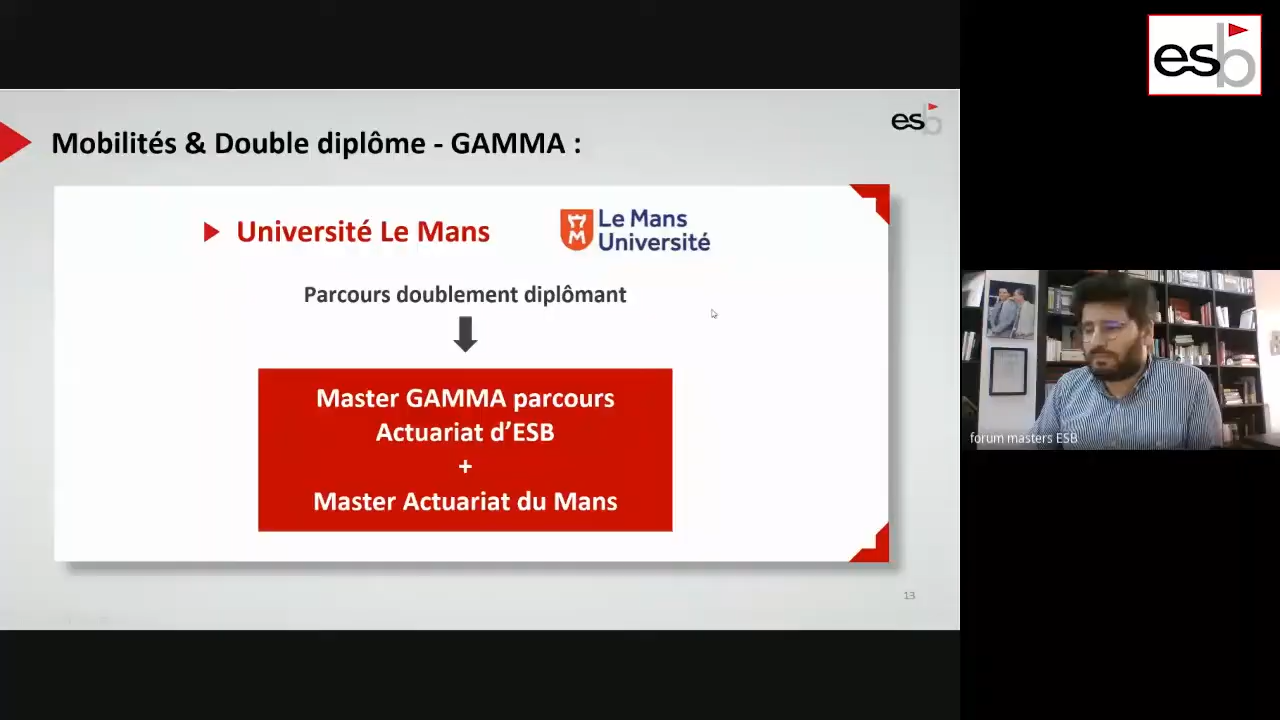 esb
esb
Mobilités & Double diplôme - GAMMA :
Université Le Mans
Le Mans
Université
Parcours doublement diplômant
Master GAMMA parcours
Actuariat d'ESB
+
Master Actuariat du Mans
13
forum masters ESB